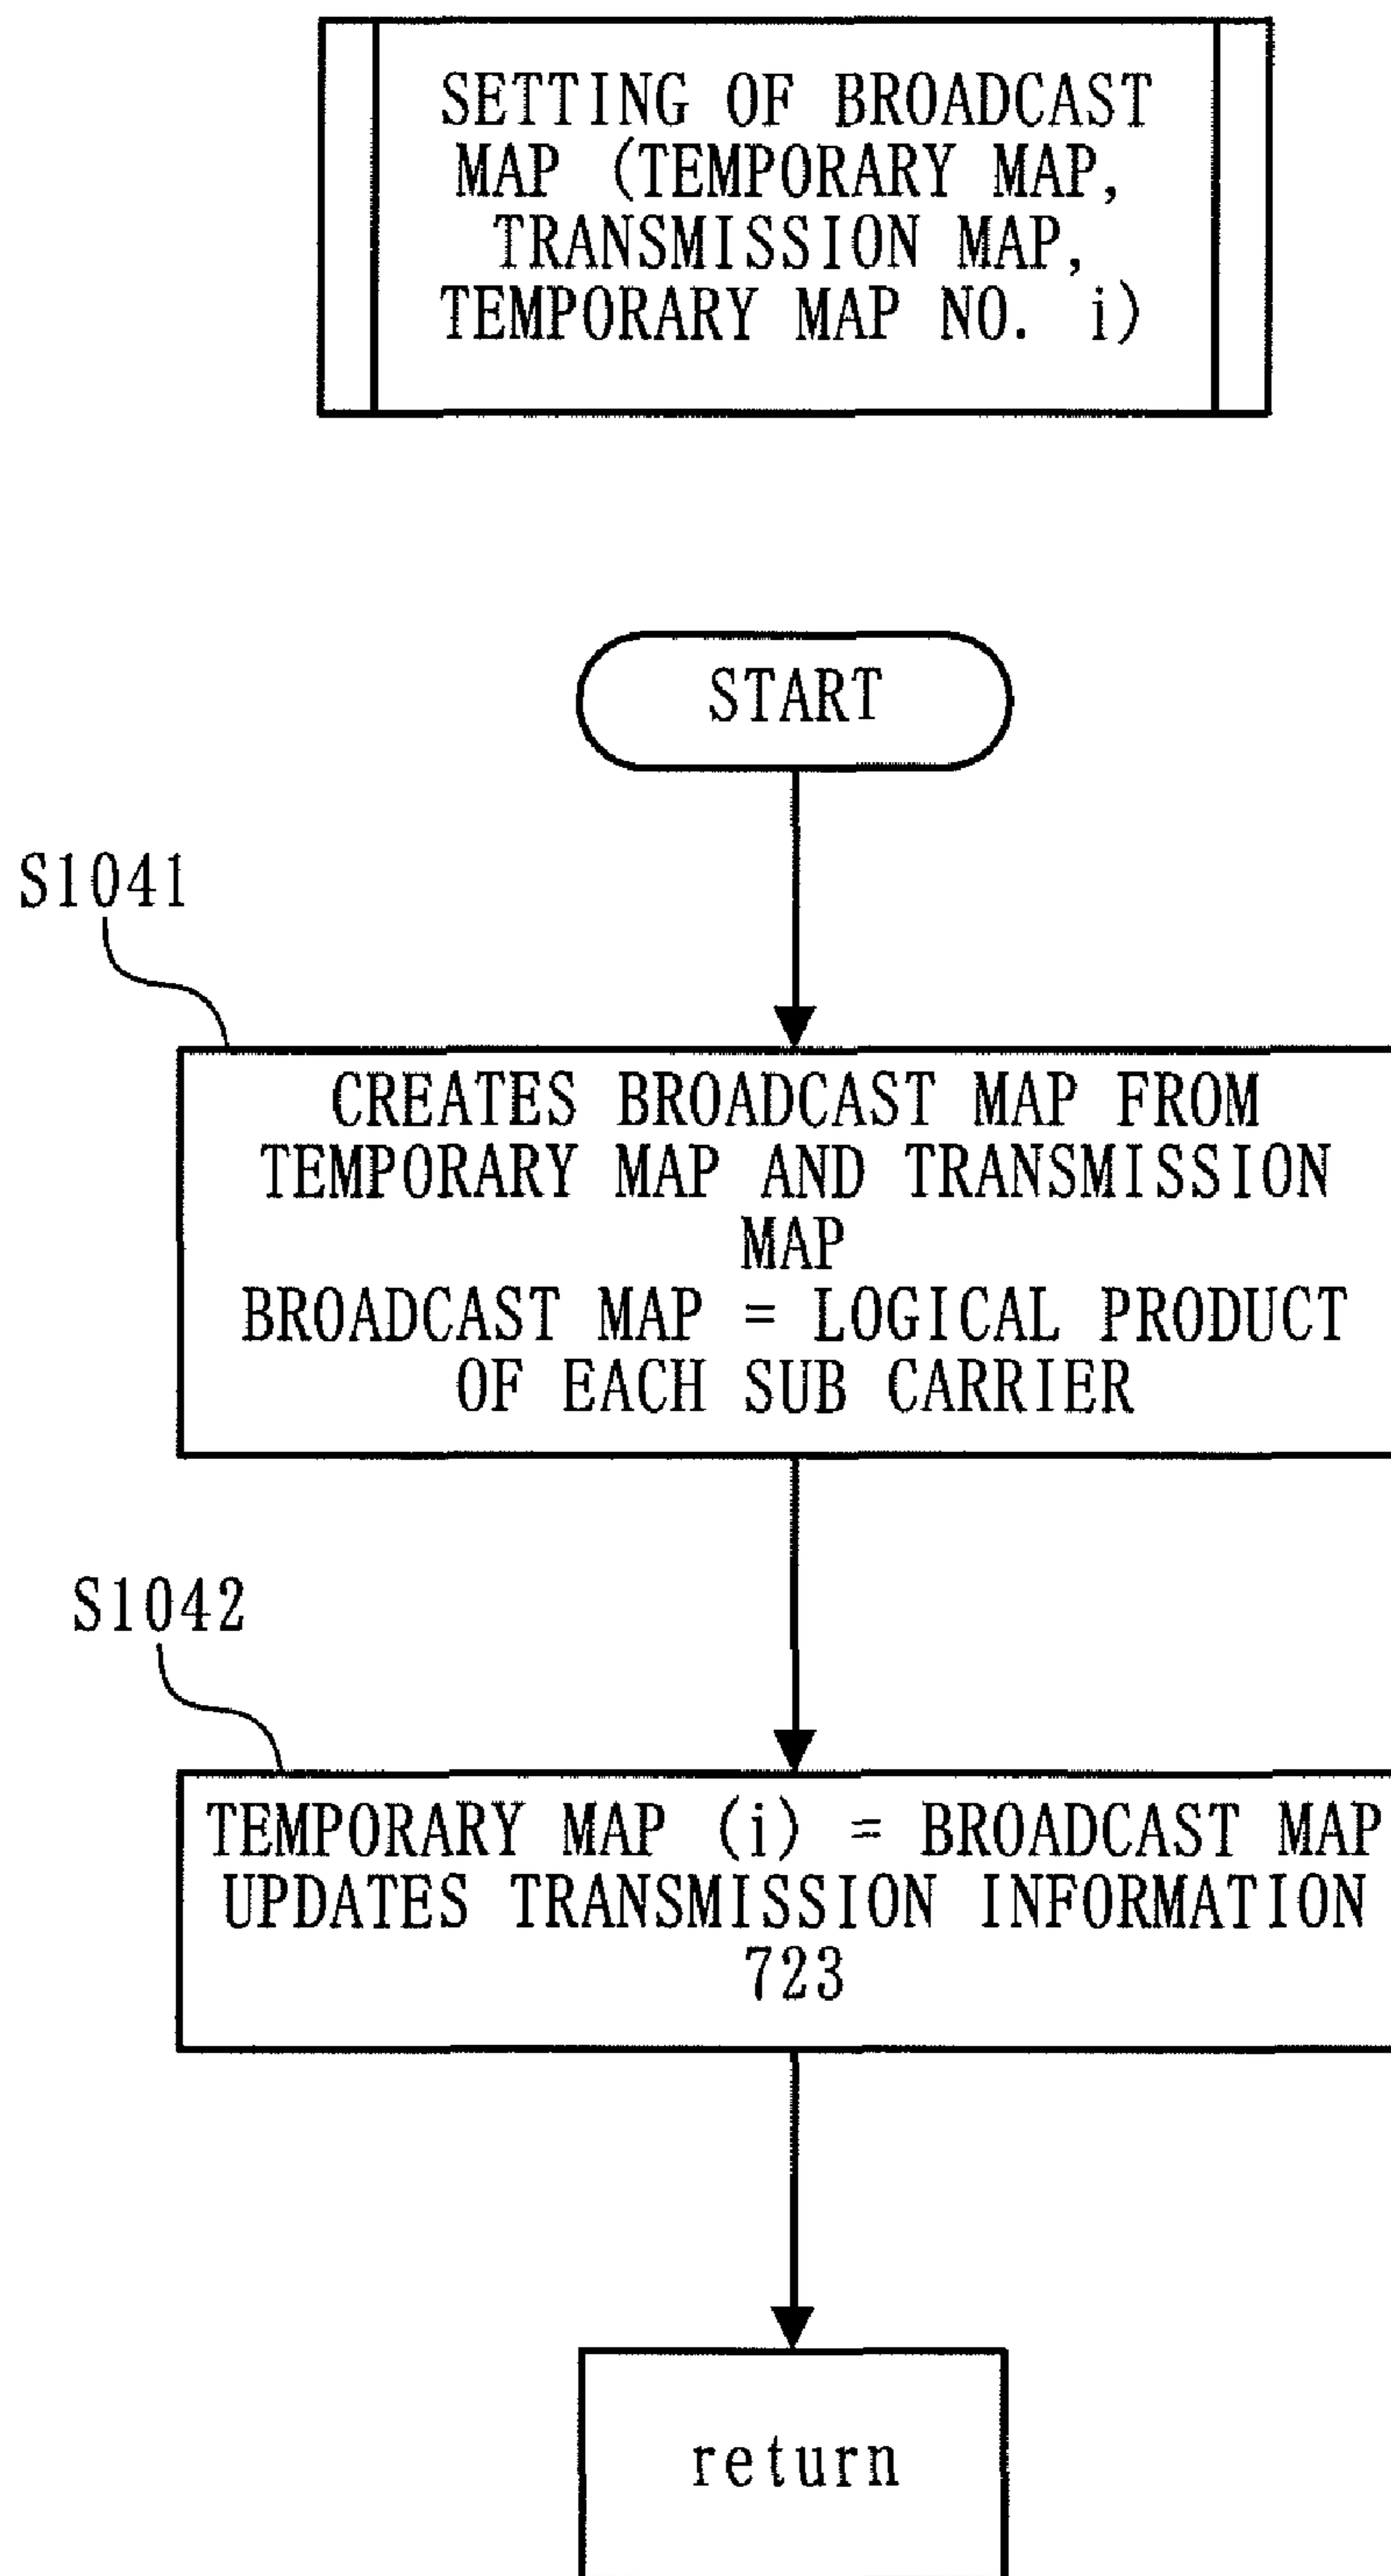 SETTING OF BROADCAST
MAP (TEMPORARY MAP,
TRANSMISSION MAP,
TEMPORARY MAP NO. i)
START
S1041
CREATES BROADCAST MAP FROM
TEMPORARY MAP AND TRANSMISSION
MAP
BROADCAST MAP = LOGICAL PRODUCT
OF EACH SUB CARRIER
S1042
TEMPORARY MAP (i) = BROADCAST MAP
UPDATES TRANSMISSION INFORMATION
723
return